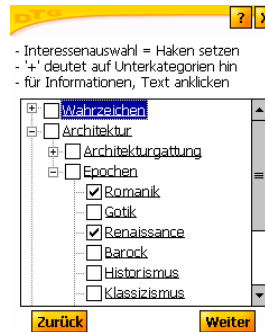 DTG
? X
- Interessenauswahl = Haken setzen
- '+' deutet auf Unterkategorien hin
- für Informationen, Text anklicken
Wahrzeichen
Architektur
Architekturgattung
Epochen
Romanik
Gotik
Renaissance
Barock
Historismus
Klassizismus
Zurück Weiter